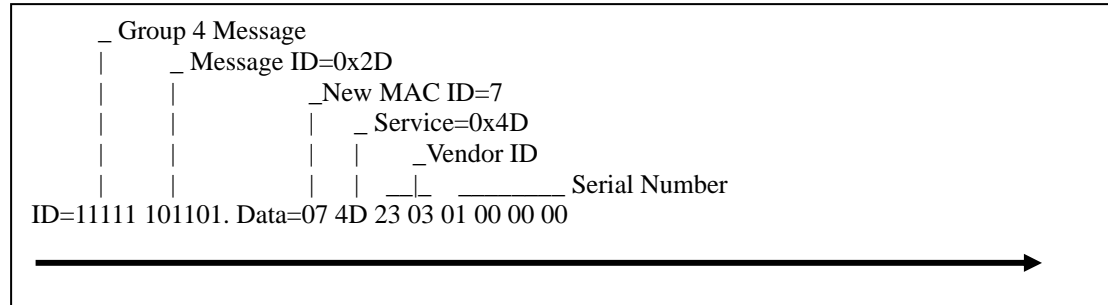 _ Group 4 Message
| _ Message ID=0x2D
| | _New MAC ID=7
| | | _ Service=0x4D
| | | | _Vendor ID
| | | | __|_ ________ Serial Number
ID=11111 101101. Data=07 4D 23 03 01 00 00 00